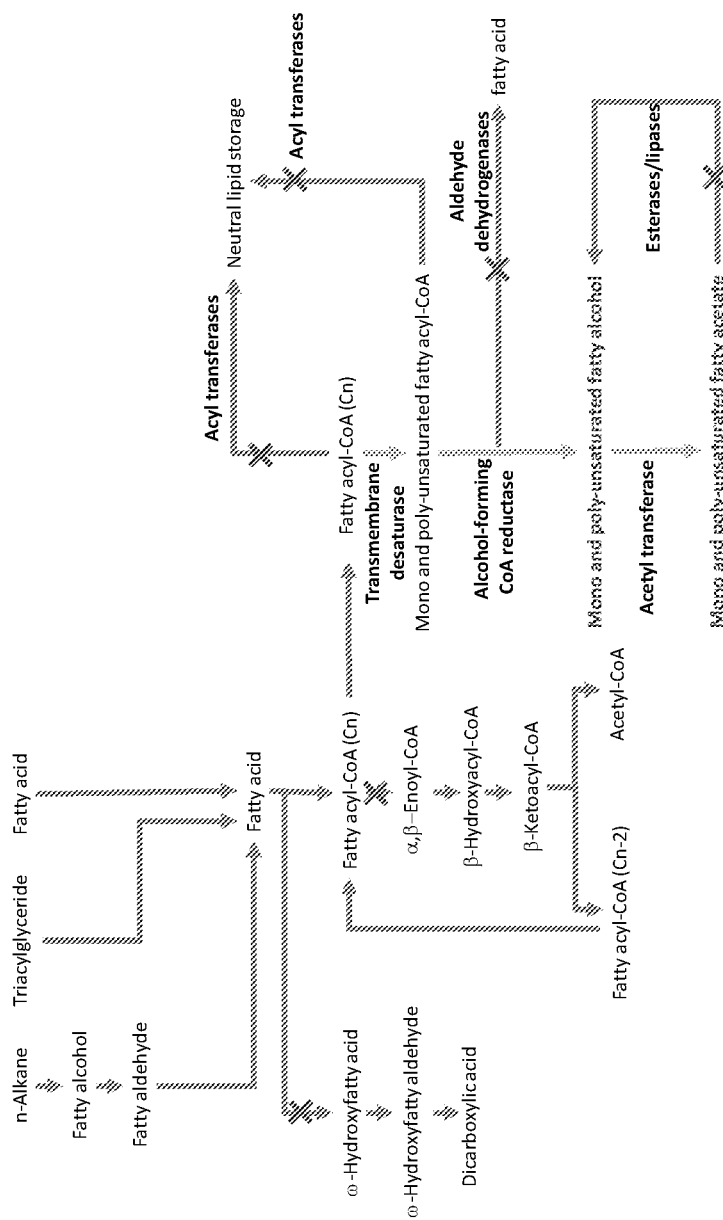 n-Alkane
Triacylglyceride
Fatty acid
Fatty alcohol
Fatty aldehyde
Fatty acid
ω-Hydroxyfatty acid
ω-Hydroxyfatty aldehyde
Dicarboxylic acid
Fatty acyl-CoA (Cn)
α,β–Enoyl-CoA
β-Hydroxyacyl-CoA
β-Ketoacyl-CoA
Fatty acyl-CoA (Cn-2)
Acetyl-CoA
Acyl transferases
Neutral lipid storage
Acyl transferases
Fatty acyl-CoA (Cn)
Transmembrane
desaturase
Mono and poly-unsaturated fatty acyl-CoA
Alcohol-forming
CoA reductase
Aldehyde
dehydrogenases
fatty acid
Mono and poly-unsaturated fatty alcohol
Acetyl transferase
Esterases/lipases
Mono and poly-unsaturated fatty acetate